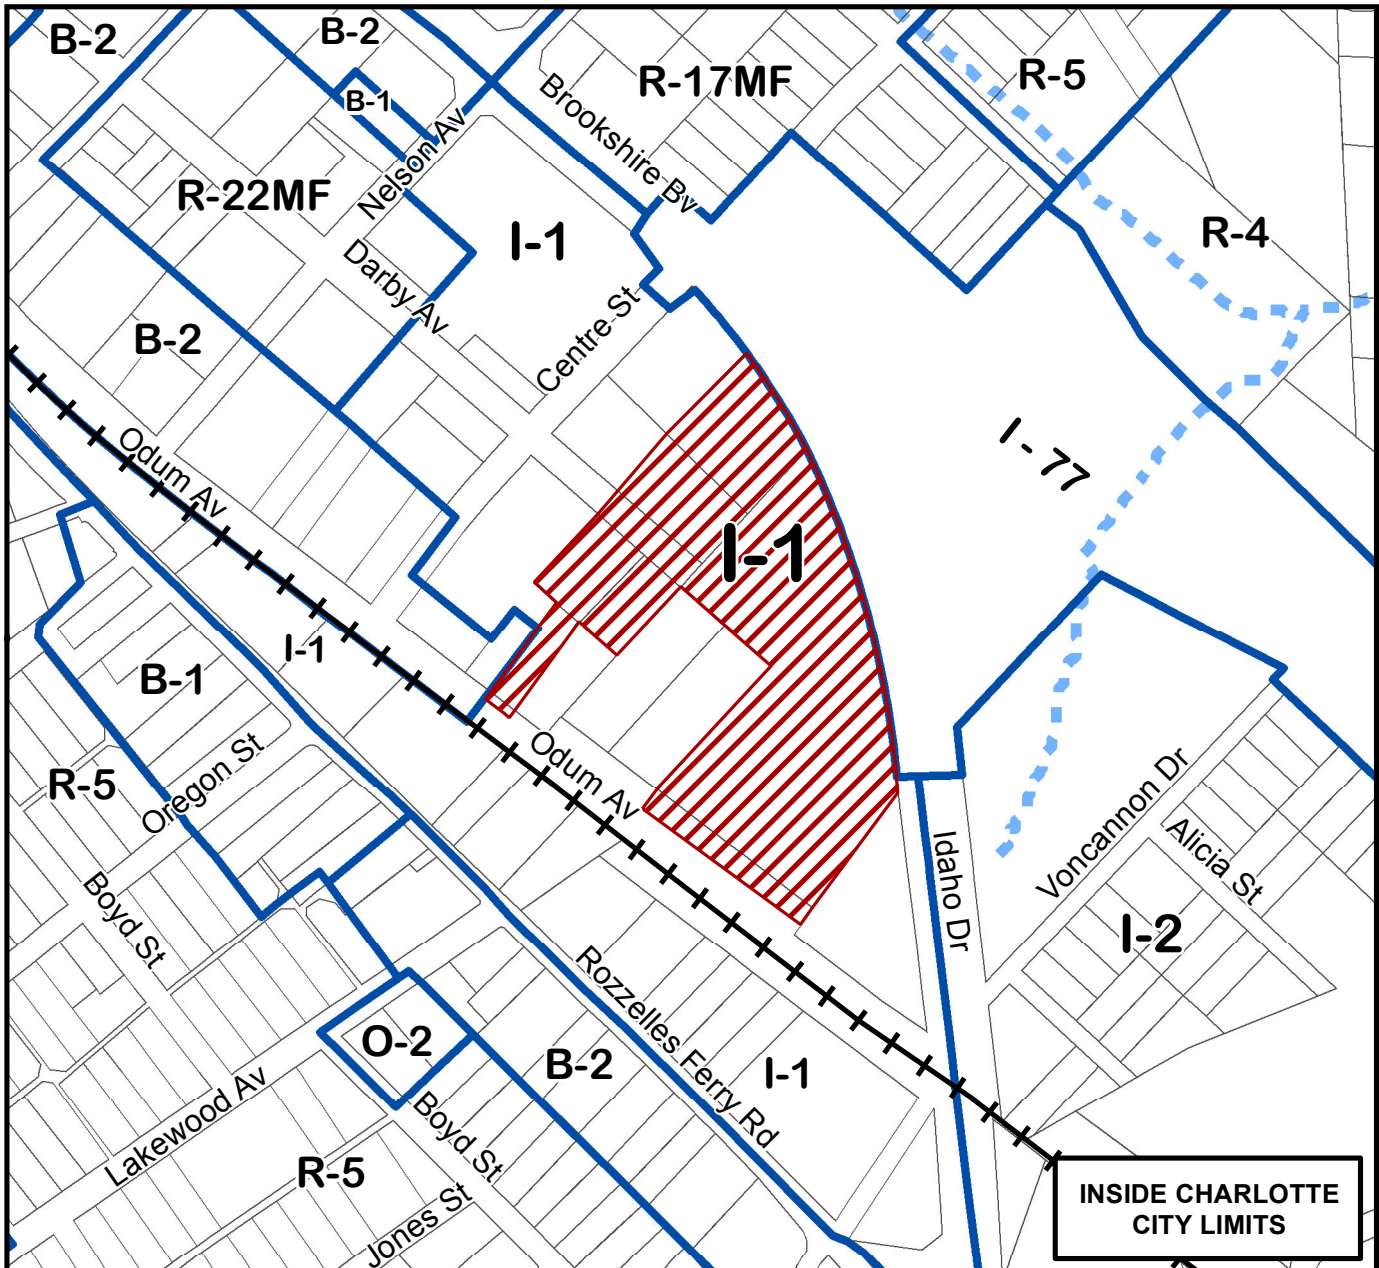 B-2
B-2
R-17MF
R-5
B-1
Brookshire Bv
Nelson Av
R-22MF
I-1
R-4
Darby Av
Centre St
B-2
Odum Av
I - 77
I-1
I-1
B-1
Odum Av
R-5
Oregon St
Voncannon Dr
Alicia St
Idaho Dr
Boyd St
I-2
Rozzelles Ferry Rd
O-2
B-2
I-1
Lakewood Av
Boyd St
R-5
Jones St
INSIDE CHARLOTTE
CITY LIMITS